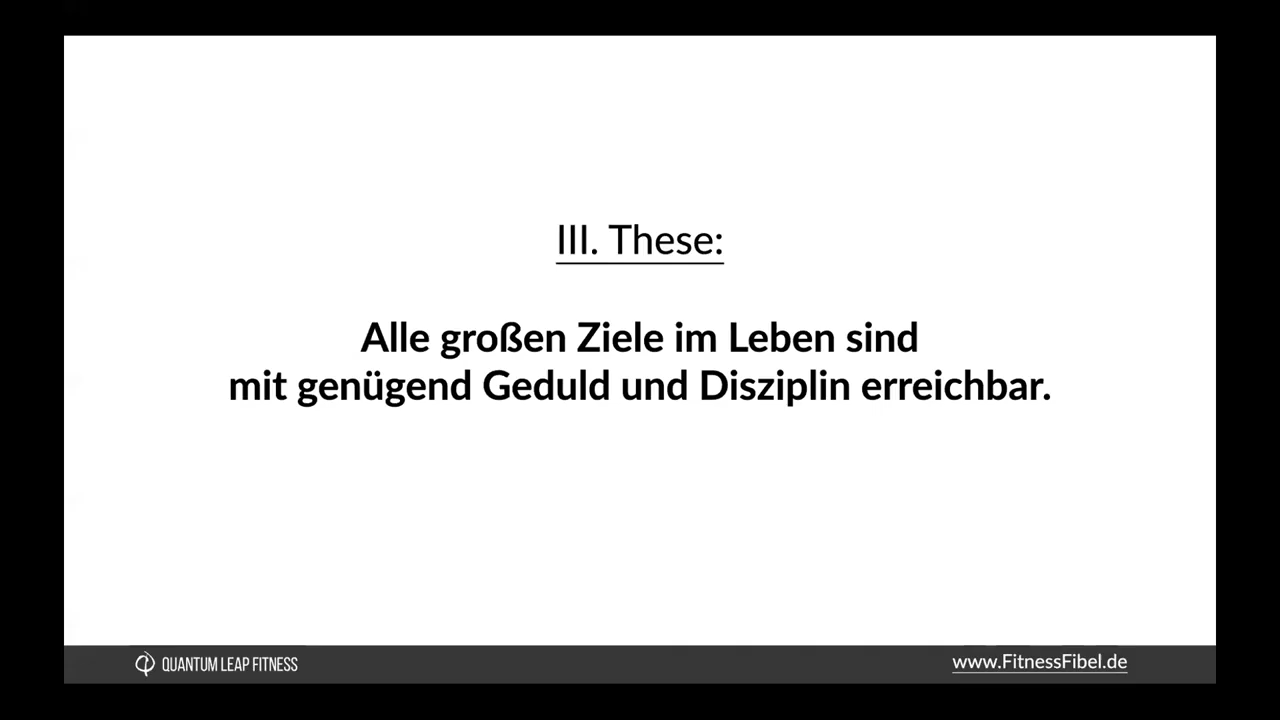 III. These:
Alle großen Ziele im Leben sind
mit genügend Geduld und Disziplin erreichbar.
QUANTUM LEAP FITNESS
www.FitnessFibel.de